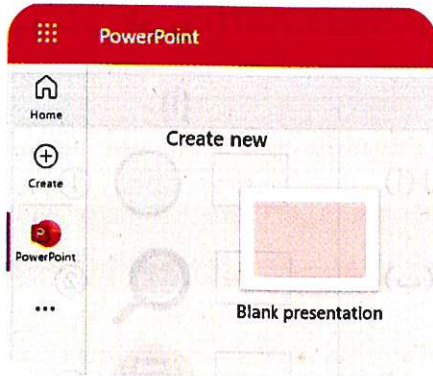 PowerPoint
Home
Create new
Create
PowerPoint
Blank presentation